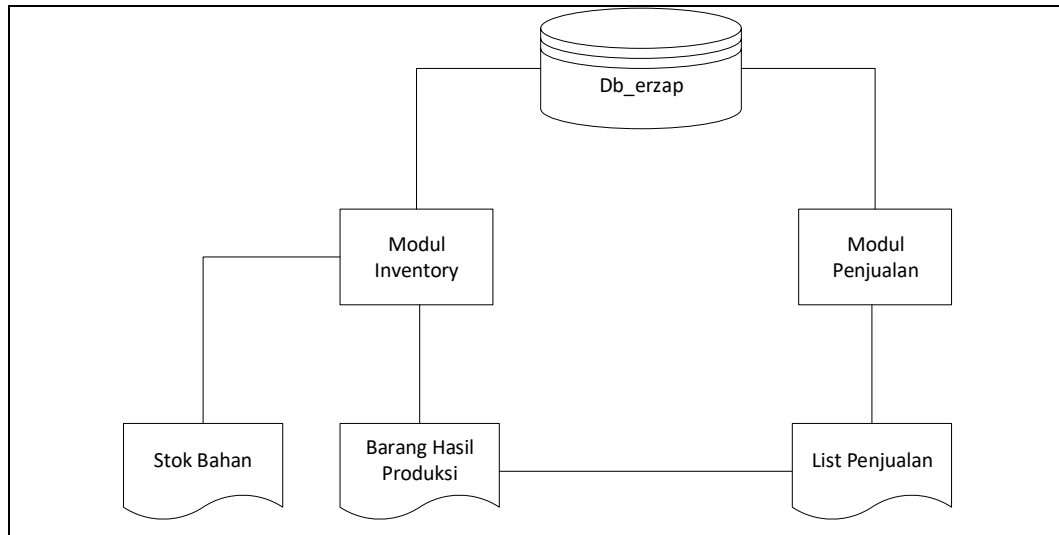 Db_erzap
Modul
Inventory
Modul
Penjualan
Stok Bahan
Barang Hasil
Produksi
List Penjualan